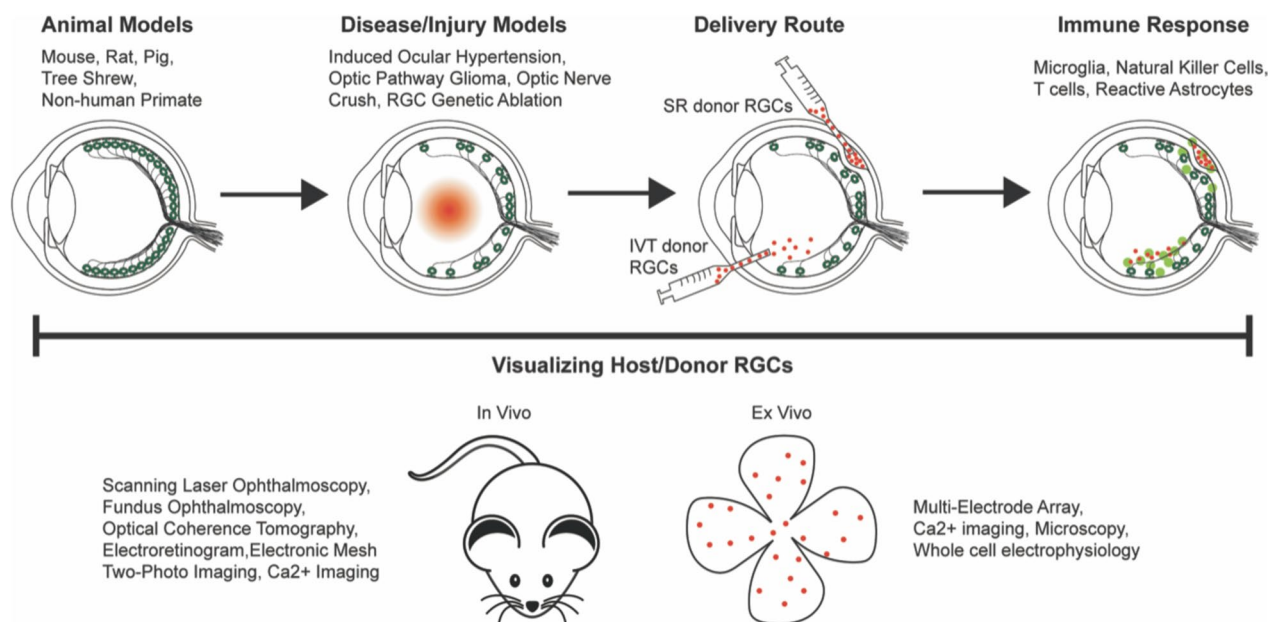 Animal Models
Mouse, Rat, Pig,
Tree Shrew,
Non-human Primate
Disease/Injury Models
Induced Ocular Hypertension,
Optic Pathway Glioma, Optic Nerve
Crush, RGC Genetic Ablation
Delivery Route
SR donor RGCs
IVT donor
RGCs
Immune Response
Microglia, Natural Killer Cells,
T cells, Reactive Astrocytes
Visualizing Host/Donor RGCs
In Vivo
Scanning Laser Ophthalmoscopy,
Fundus Ophthalmoscopy,
Optical Coherence Tomography,
Electroretinogram,Electronic Mesh
Two-Photo Imaging, Ca2+ Imaging
Ex Vivo
Multi-Electrode Array,
Ca2+ imaging, Microscopy,
Whole cell electrophysiology